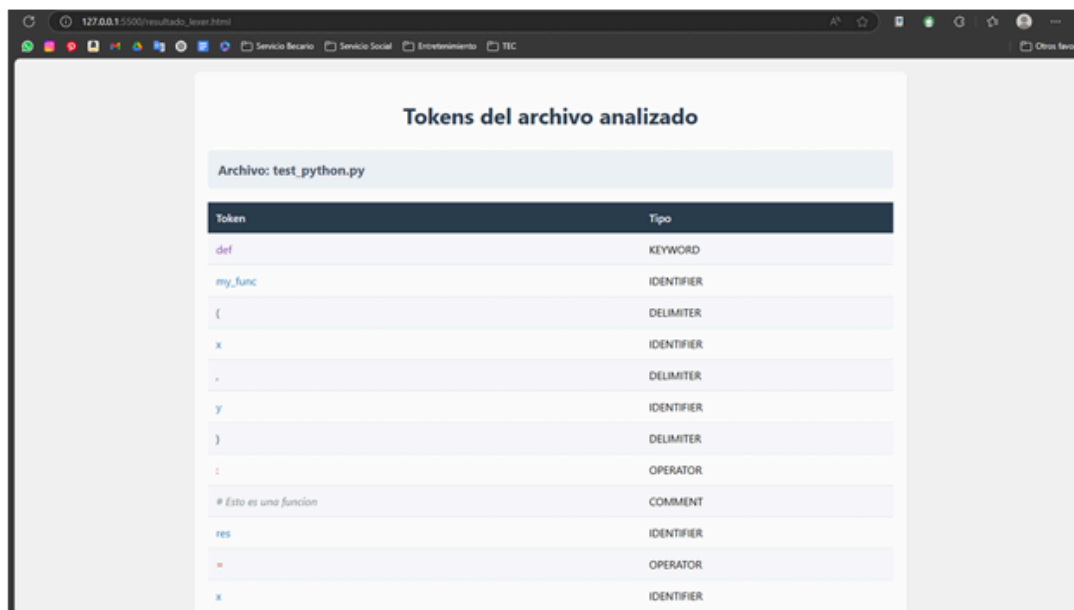 127.0.0.1:5500/resultado_lexer.html
Servicio Becario Servicio Social Entretenimiento TEC Otros favo
Tokens del archivo analizado
Archivo: test_python.py
Token Tipo
def KEYWORD
my_func IDENTIFIER
( DELIMITER
x IDENTIFIER
, DELIMITER
y IDENTIFIER
) DELIMITER
: OPERATOR
# Esto es una funcion COMMENT
res IDENTIFIER
= OPERATOR
x IDENTIFIER